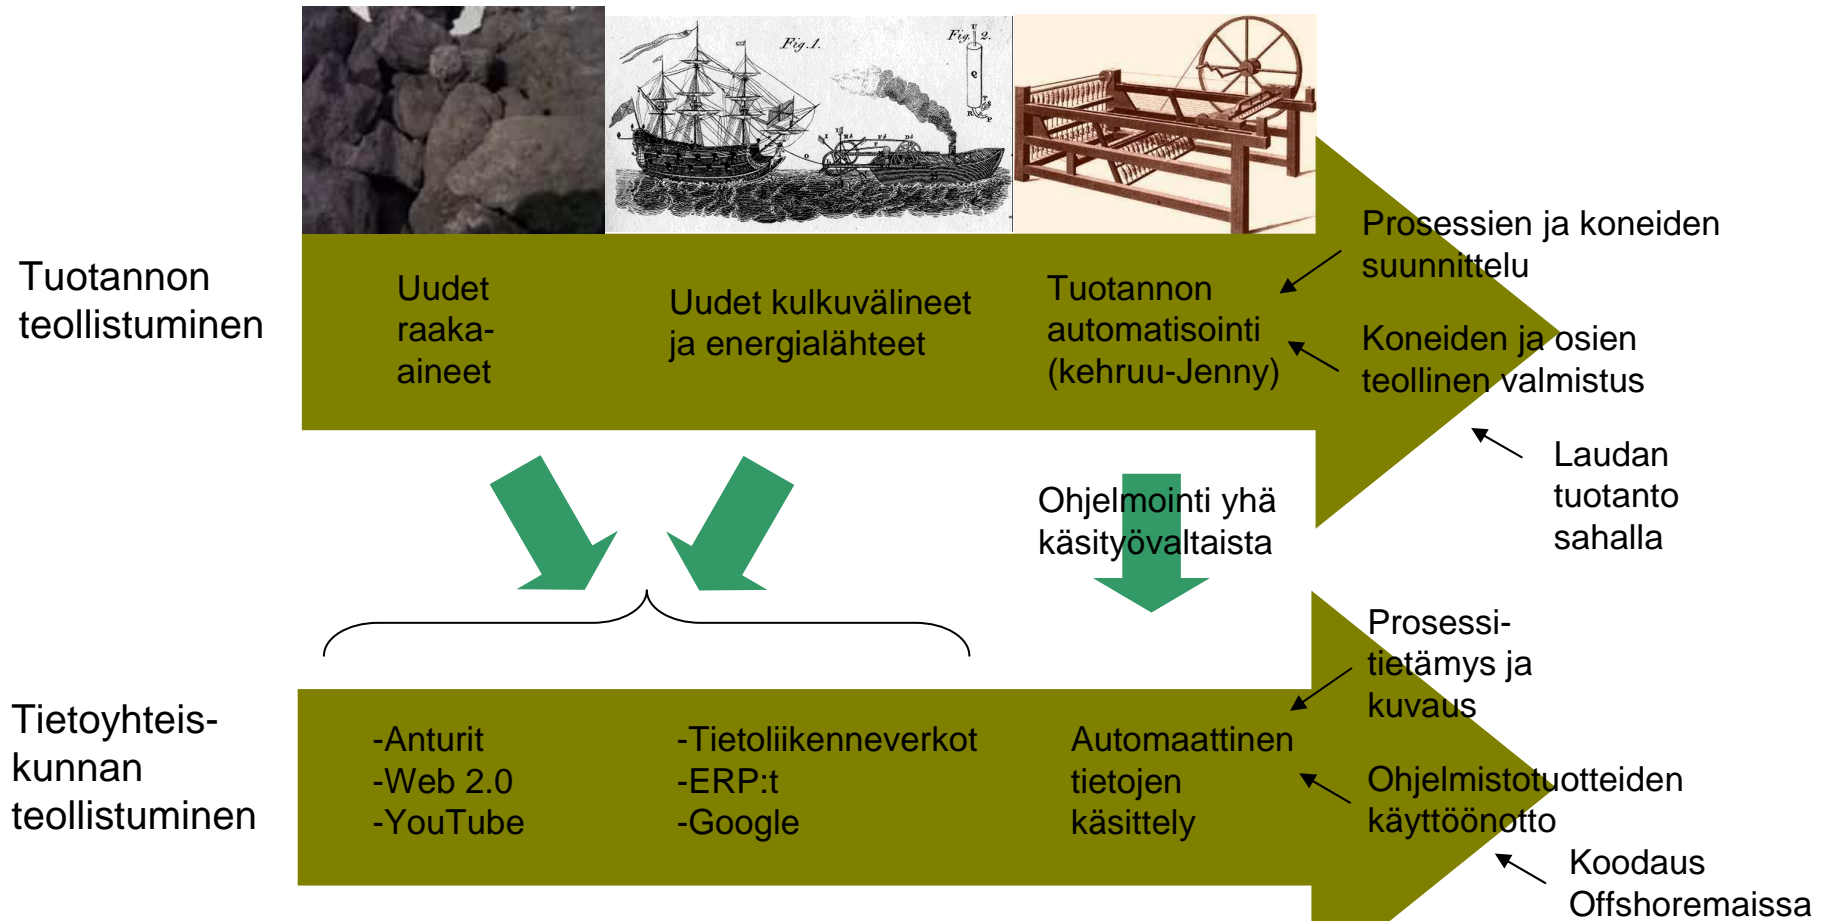 Fig.1.
Fig. 2.
Tuotannon
teollistuminen
Uudet
raaka-
aineet
Uudet kulkuvälineet
ja energialähteet
Tuotannon
automatisointi
(kehruu-Jenny)
Prosessien ja koneiden
suunnittelu
Koneiden ja osien
teollinen valmistus
Laudan
tuotanto
sahalla
Ohjelmointi yhä
käsityövaltaista
Tietoyhteis-
kunnan
teollistuminen
-Anturit
-Web 2.0
-YouTube
-Tietoliikenneverkot
-ERP:t
-Google
Automaattinen
tietojen
käsittely
Prosessi-
tietämys ja
kuvaus
Ohjelmistotuotteiden
käyttöönotto
Koodaus
Offshoremaissa